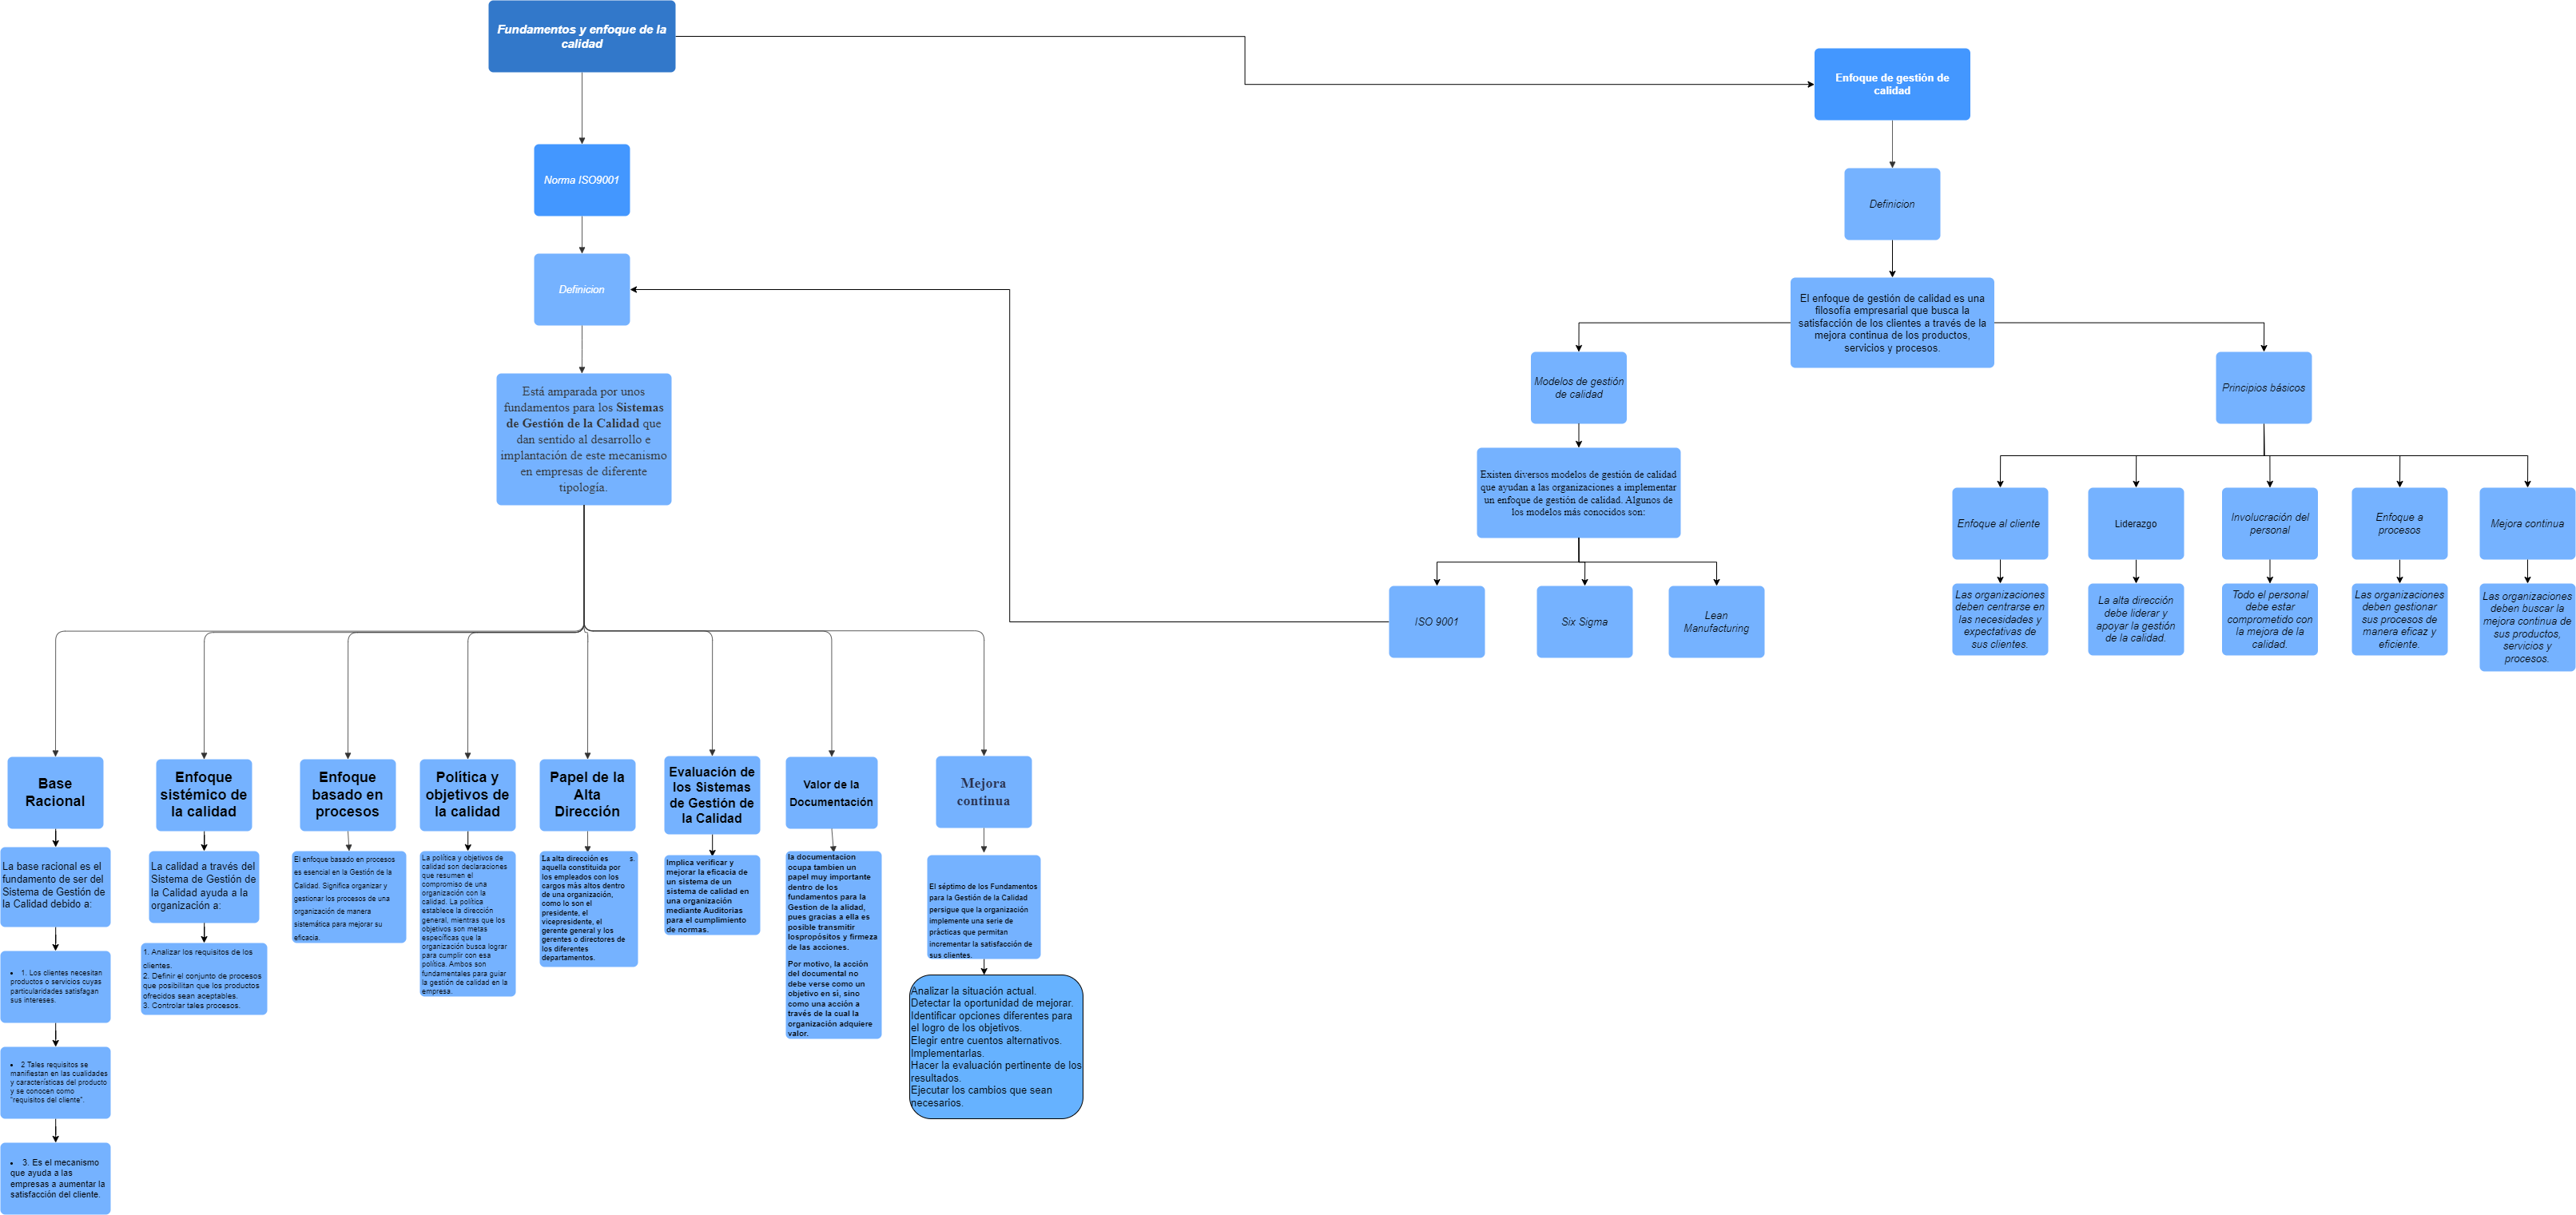 Fundamentos y enfoque de la
calidad
Enfoque de gestión de
calidad
Norma ISO9001
Definicion
Definicion
El enfoque de gestión de calidad es una
filosofía empresarial que busca la
satisfacción de los clientes a través de la
mejora continua de los productos,
servicios y procesos.
Está amparada por unos
fundamentos para los Sistemas
de Gestión de la Calidad que
dan sentido al desarrollo e
implantación de este mecanismo
en empresas de diferente
tipología.
Modelos de gestión
de calidad
Principios básicos
Existen diversos modelos de gestión de calidad
que ayudan a las organizaciones a implementar
un enfoque de gestión de calidad. Algunos de
los modelos más conocidos son:
Enfoque al cliente
Liderazgo
Involucración del
personal
Enfoque a
procesos
Mejora continua
ISO 9001
Six Sigma
Lean
Manufacturing
Las organizaciones
deben centrarse en
las necesidades y
expectativas de
sus clientes.
La alta dirección
debe liderar y
apoyar la gestión
de la calidad.
Todo el personal
debe estar
comprometido con
la mejora de la
calidad.
Las organizaciones
deben gestionar
sus procesos de
manera eficaz y
eficiente.
Las organizaciones
deben buscar la
mejora continua de
sus productos,
servicios y
procesos.
Base
Racional
Enfoque
sistémico de
la calidad
Enfoque
basado en
procesos
Política y
objetivos de
la calidad
Papel de la
Alta
Dirección
Evaluación de
los Sistemas
de Gestión de
la Calidad
Valor de la
Documentación
Mejora
continua
La base racional es el
fundamento de ser del
Sistema de Gestión de
la Calidad debido a:
La calidad a través del
Sistema de Gestión de
la Calidad ayuda a la
organización a:
El enfoque basado en procesos
es esencial en la Gestión de la
Calidad. Significa organizar y
gestionar los procesos de una
organización de manera
sistemática para mejorar su
eficacia.
La política y objetivos de
calidad son declaraciones
que resumen el
compromiso de una
organización con la
calidad. La política
establece la dirección
general, mientras que los
objetivos son metas
específicas que la
organización busca lograr
para cumplir con esa
política. Ambos son
fundamentales para guiar
la gestión de calidad en la
empresa.
La alta dirección es s.
aquella constituida por
los empleados con los
cargos más altos dentro
de una organización,
como lo son el
presidente, el
vicepresidente, el
gerente general y los
gerentes o directores de
los diferentes
departamentos.
Implica verificar y
mejorar la eficacia de
un sistema de un
sistema de calidad en
una organización
mediante Auditorias
para el cumplimiento
de normas.
la documentacion
ocupa tambien un
papel muy importante
dentro de los
fundamentos para la
Gestion de la alidad,
pues gracias a ella es
posible transmitir
lospropósitos y firmeza
de las acciones.
Por motivo, la acción
del documental no
debe verse como un
objetivo en sì, sino
como una acción a
través de la cual la
organización adquiere
valor.
El séptimo de los Fundamentos
para la Gestión de la Calidad
persigue que la organización
implemente una serie de
pràcticas que permitan
incrementar la satisfacción de
sus clientes.
• 1. Los clientes necesitan
productos o servicios cuyas
particularidades satisfagan
sus intereses.
1. Analizar los requisitos de los
clientes.
2. Definir el conjunto de procesos
que posibilitan que los productos
ofrecidos sean aceptables.
3. Controlar tales procesos.
Analizar la situación actual.
Detectar la oportunidad de mejorar.
Identificar opciones diferentes para
el logro de los objetivos.
Elegir entre cuentos alternativos.
Implementarlas.
Hacer la evaluación pertinente de los
resultados.
Ejecutar los cambios que sean
necesarios.
• 2 Tales requisitos se
manifiestan en las cualidades
y características del producto
y se conocen como
"requisitos del cliente".
• 3. Es el mecanismo
que ayuda a las
empresas a aumentar la
satisfacción del cliente.